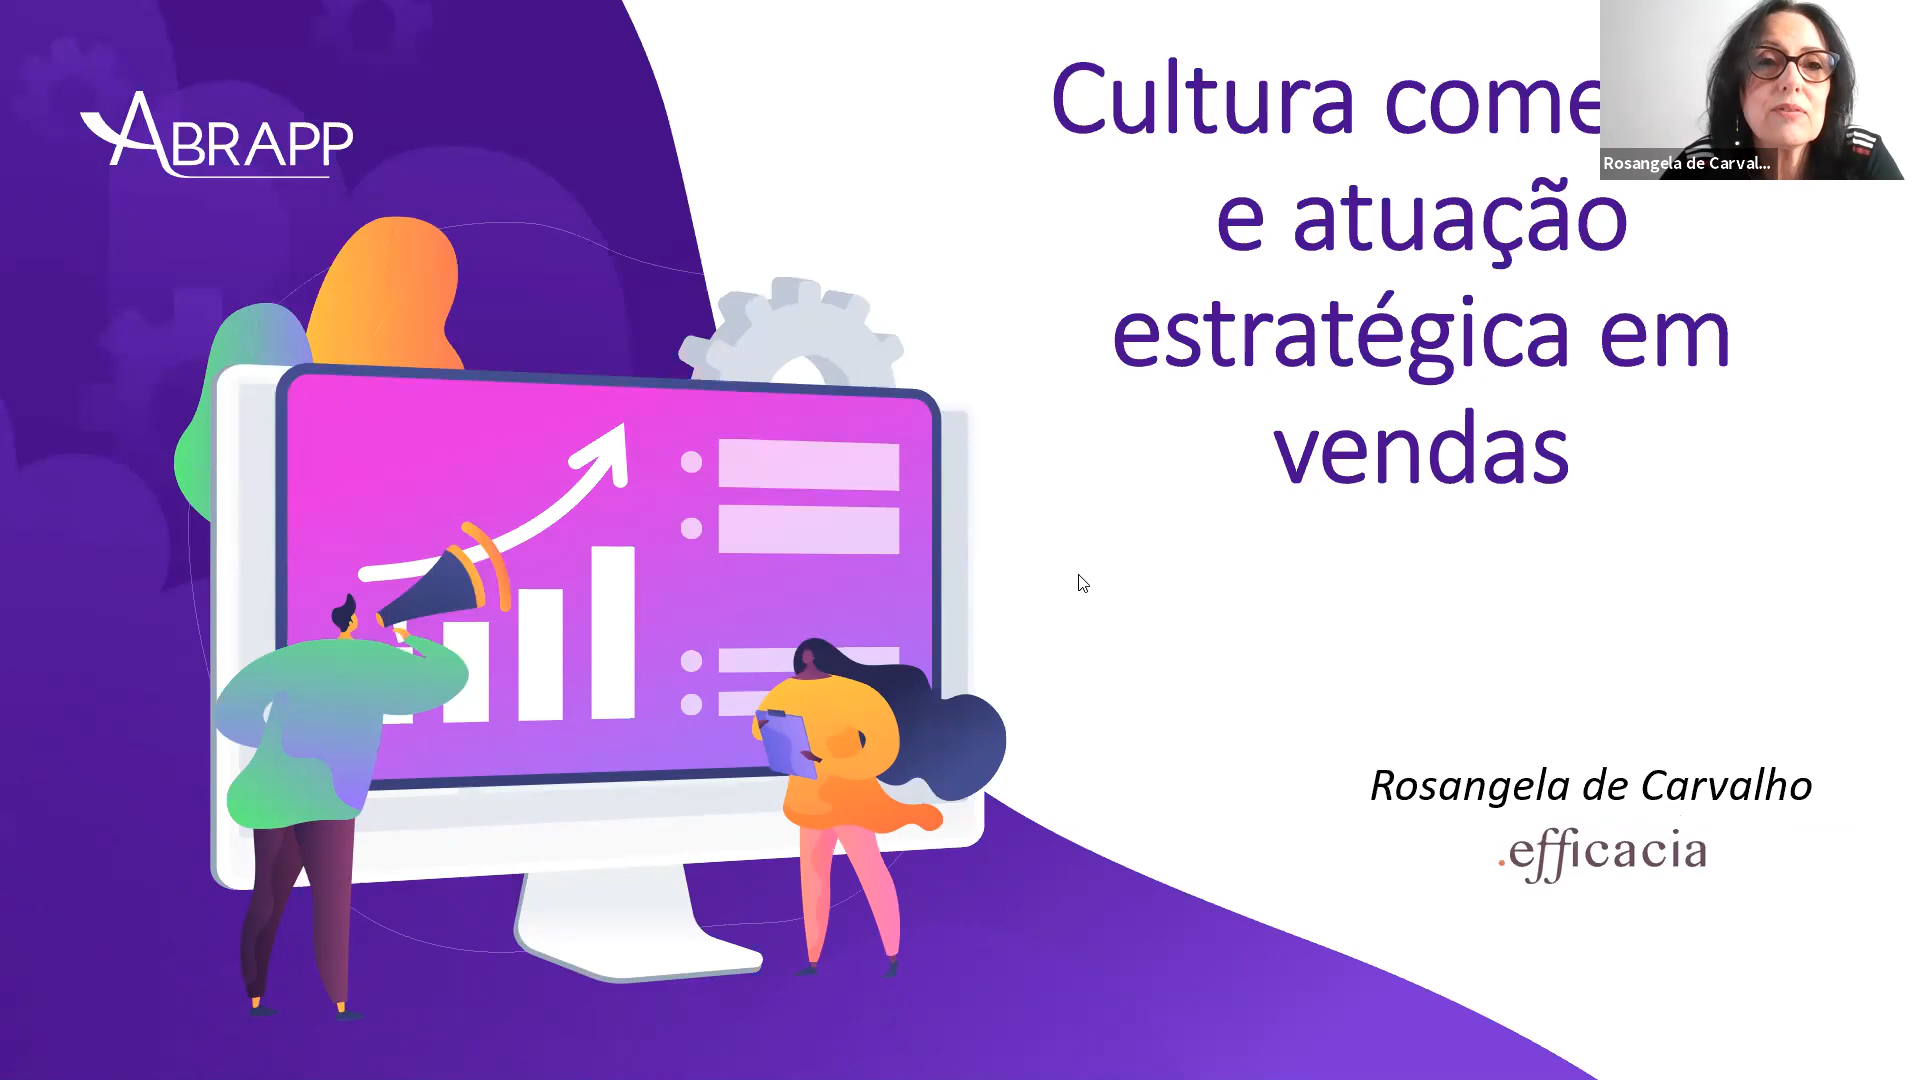 ABRAPP
Cultura come
e atuação
estratégica em
vendas
Rosangela de Carval...
Rosangela de Carvalho
.efficacia